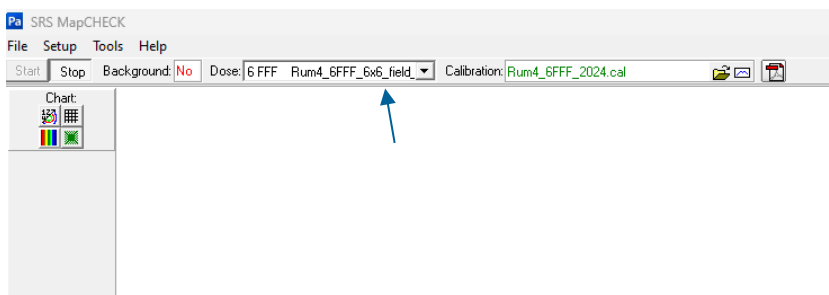 Pa SRS MapCHECK
File Setup Tools Help
Start Stop Background: No Dose: 6 FFF Rum4_6FFF_6x6_field_ Calibration: Rum4_6FFF_2024.cal
Chart: